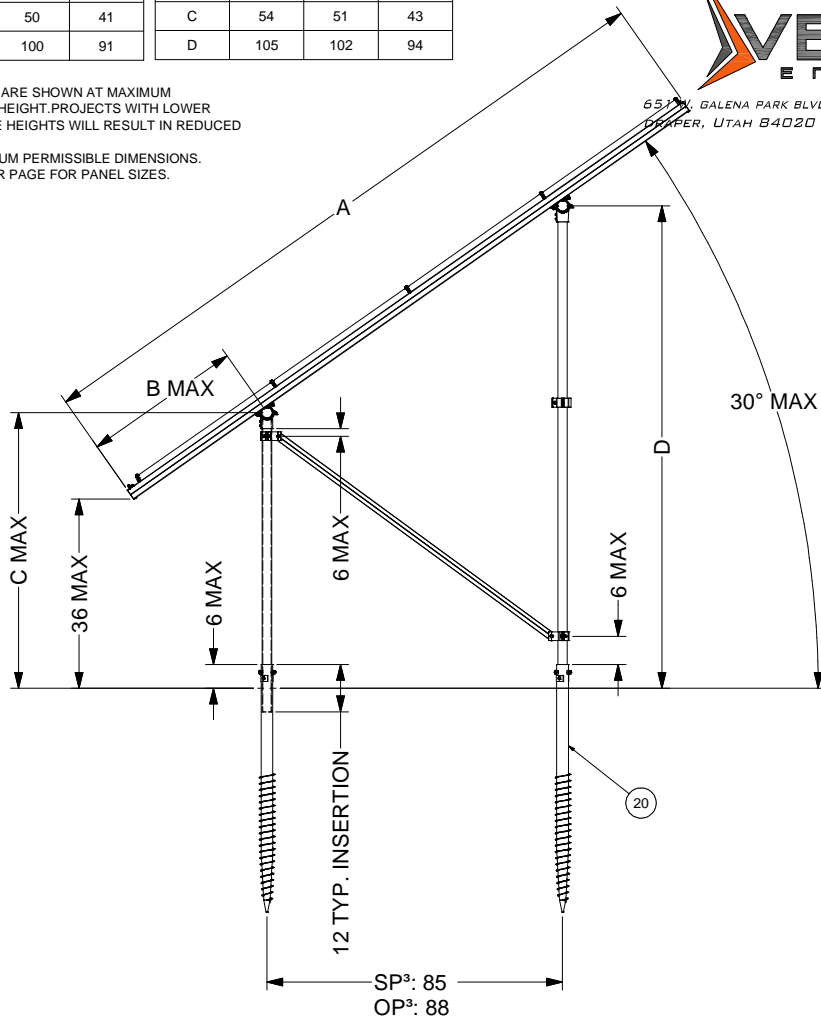 50 41
100 91
C 54 51 43
D 105 102 94
ARE SHOWN AT MAXIMUM
HEIGHT.PROJECTS WITH LOWER
HEIGHTS WILL RESULT IN REDUCED
PERMISSIBLE DIMENSIONS.
PAGE FOR PANEL SIZES.
GALENA PARK BLVD
DRAPER, UTAH 84020
A
B MAX
30° MAX
D
C MAX
36 MAX
6 MAX
6 MAX
6 MAX
12 TYP. INSERTION
20
SP³: 85
OP³: 88